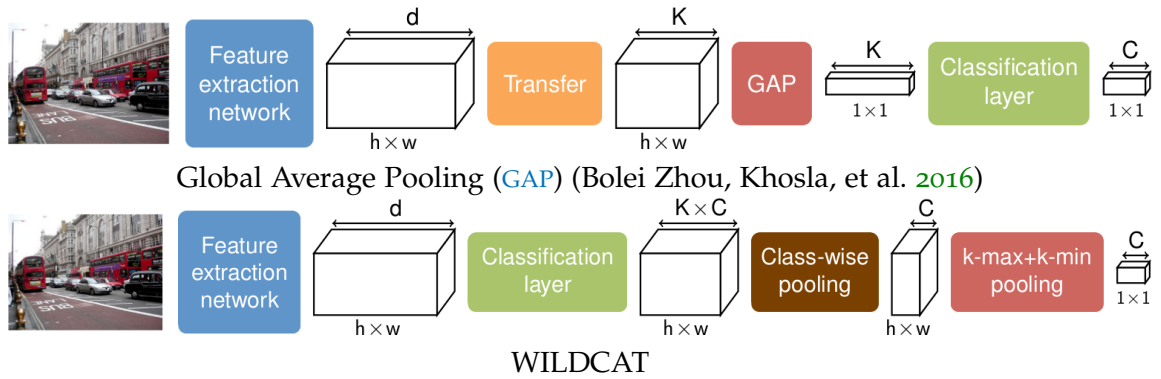 d K
Feature extraction network Transfer GAP K Classification layer C
h×w h×w 1×1 1×1
Global Average Pooling (GAP) (Bolei Zhou, Khosla, et al. 2016)
d K×C C
Feature extraction network Classification layer Class-wise pooling k-max+k-min pooling C
h×w h×w h×w 1×1
WILDCAT